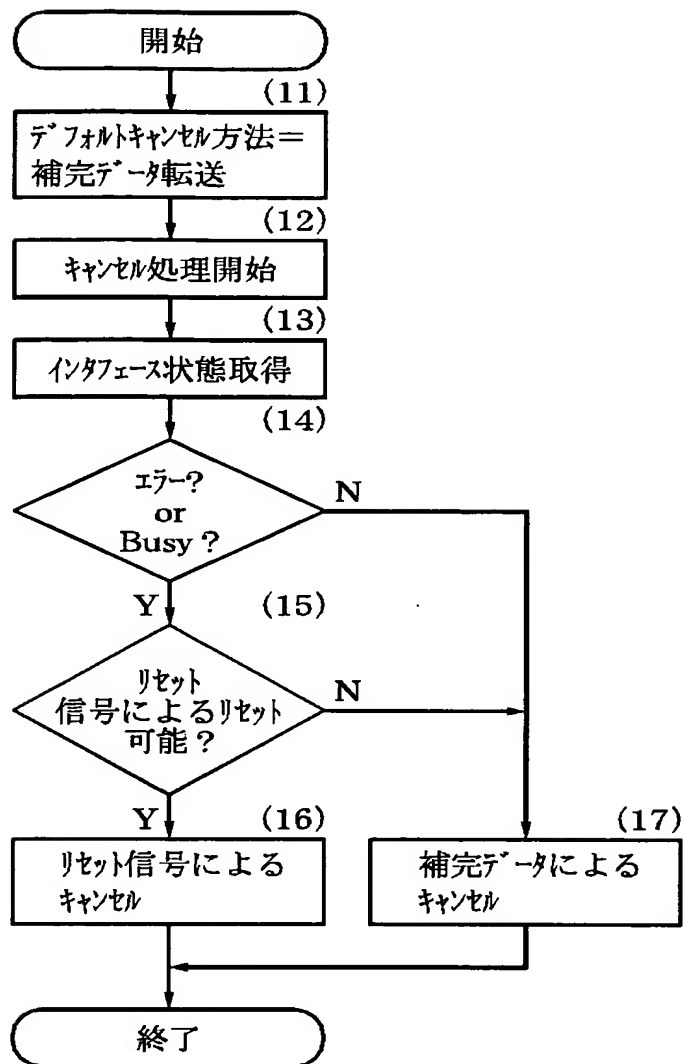 開始
(11)
ﾃﾞﾌｫﾙﾄｷｬﾝｾﾙ方法＝
補完ﾃﾞｰﾀ転送
(12)
ｷｬﾝｾﾙ処理開始
(13)
ｲﾝﾀﾌｪｰｽ状態取得
(14)
ｴﾗｰ?
or
Busy？
N
Y
(15)
ﾘｾｯﾄ
信号によるﾘｾｯﾄ
可能？
N
Y
(16)
ﾘｾｯﾄ信号による
ｷｬﾝｾﾙ
(17)
補完ﾃﾞｰﾀによる
ｷｬﾝｾﾙ
終了